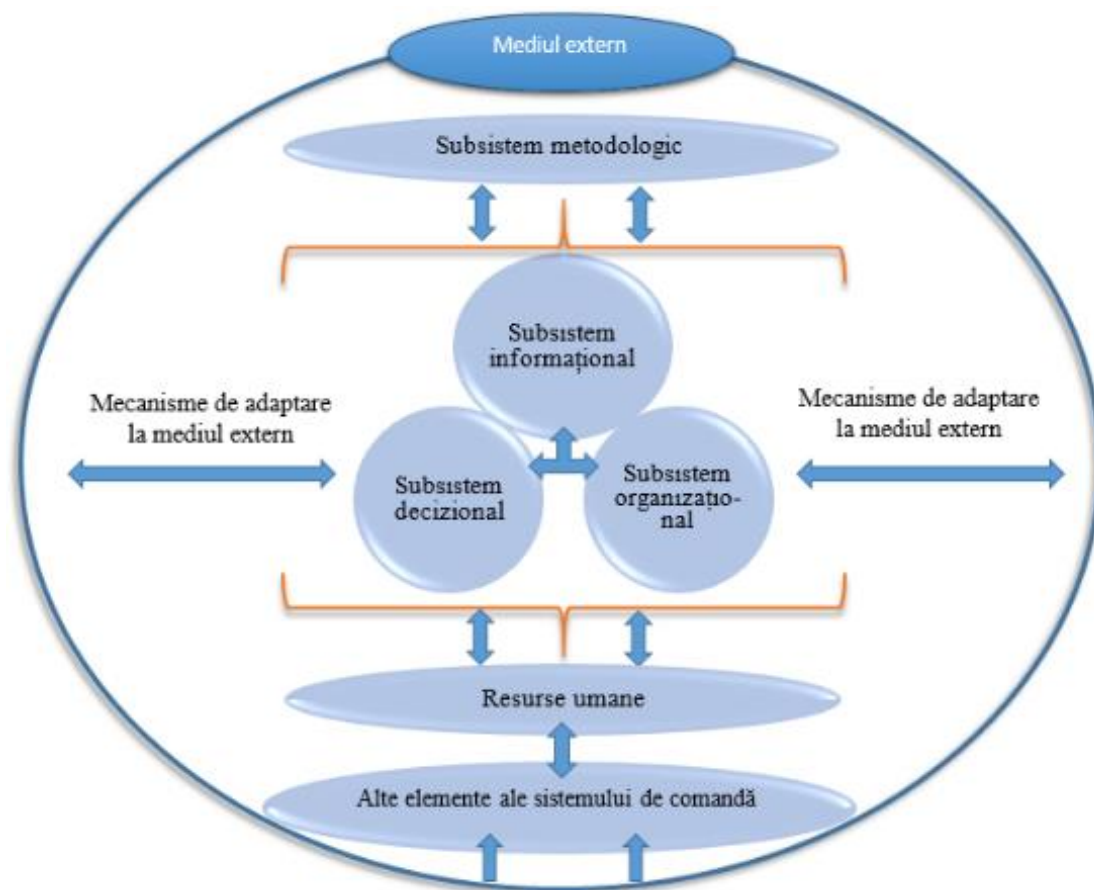 Mediul extern
Subsistem metodologic
Subsistem
informațional
Mecanisme de adaptare
la mediul extern
Mecanisme de adaptare
la mediul extern
Subsistem
decizional
Subsistem
organizațio-
nal
Resurse umane
Alte elemente ale sistemului de comandă